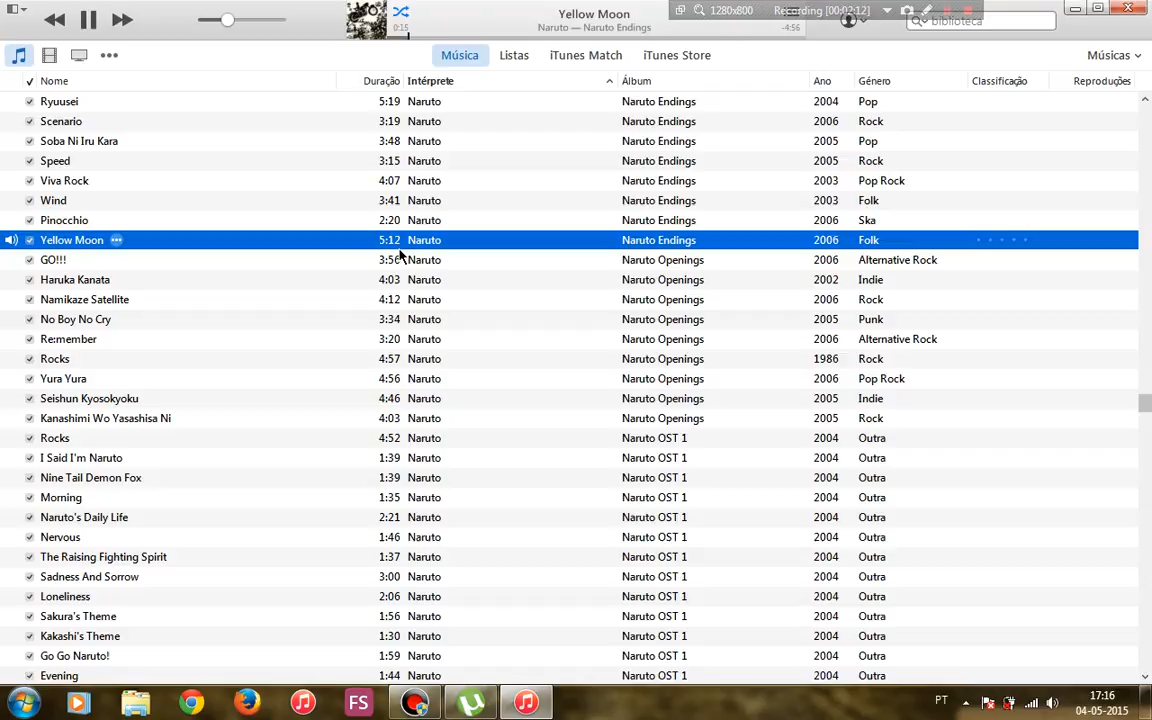 Yellow Moon
Naruto — Naruto Endings
0:15
-4:56
1280x800
Recording [00:02:12]
biblioteca
Música Listas iTunes Match iTunes Store
Músicas
Nome Duração Intérprete Álbum Ano Género Classificação Reproduções
Ryuusei 5:19 Naruto Naruto Endings 2004 Pop
Scenario 3:19 Naruto Naruto Endings 2006 Rock
Soba Ni Iru Kara 3:48 Naruto Naruto Endings 2005 Pop
Speed 3:15 Naruto Naruto Endings 2005 Rock
Viva Rock 4:07 Naruto Naruto Endings 2003 Pop Rock
Wind 3:41 Naruto Naruto Endings 2003 Folk
Pinocchio 2:20 Naruto Naruto Endings 2006 Ska
Yellow Moon 5:12 Naruto Naruto Endings 2006 Folk
GO!!! 3:56 Naruto Naruto Openings 2006 Alternative Rock
Haruka Kanata 4:03 Naruto Naruto Openings 2002 Indie
Namikaze Satellite 4:12 Naruto Naruto Openings 2006 Rock
No Boy No Cry 3:34 Naruto Naruto Openings 2005 Punk
Re:member 3:20 Naruto Naruto Openings 2006 Alternative Rock
Rocks 4:57 Naruto Naruto Openings 1986 Rock
Yura Yura 4:56 Naruto Naruto Openings 2006 Pop Rock
Seishun Kyosokyoku 4:46 Naruto Naruto Openings 2005 Indie
Kanashimi Wo Yasashisa Ni 4:03 Naruto Naruto Openings 2005 Rock
Rocks 4:52 Naruto Naruto OST 1 2004 Outra
I Said I'm Naruto 1:39 Naruto Naruto OST 1 2004 Outra
Nine Tail Demon Fox 1:39 Naruto Naruto OST 1 2004 Outra
Morning 1:35 Naruto Naruto OST 1 2004 Outra
Naruto's Daily Life 2:21 Naruto Naruto OST 1 2004 Outra
Nervous 1:46 Naruto Naruto OST 1 2004 Outra
The Raising Fighting Spirit 1:37 Naruto Naruto OST 1 2004 Outra
Sadness And Sorrow 3:00 Naruto Naruto OST 1 2004 Outra
Loneliness 2:06 Naruto Naruto OST 1 2004 Outra
Sakura's Theme 1:56 Naruto Naruto OST 1 2004 Outra
Kakashi's Theme 1:30 Naruto Naruto OST 1 2004 Outra
Go Go Naruto! 1:59 Naruto Naruto OST 1 2004 Outra
Evening 1:44 Naruto Naruto OST 1 2004 Outra
FS
PT
17:16
04-05-2015